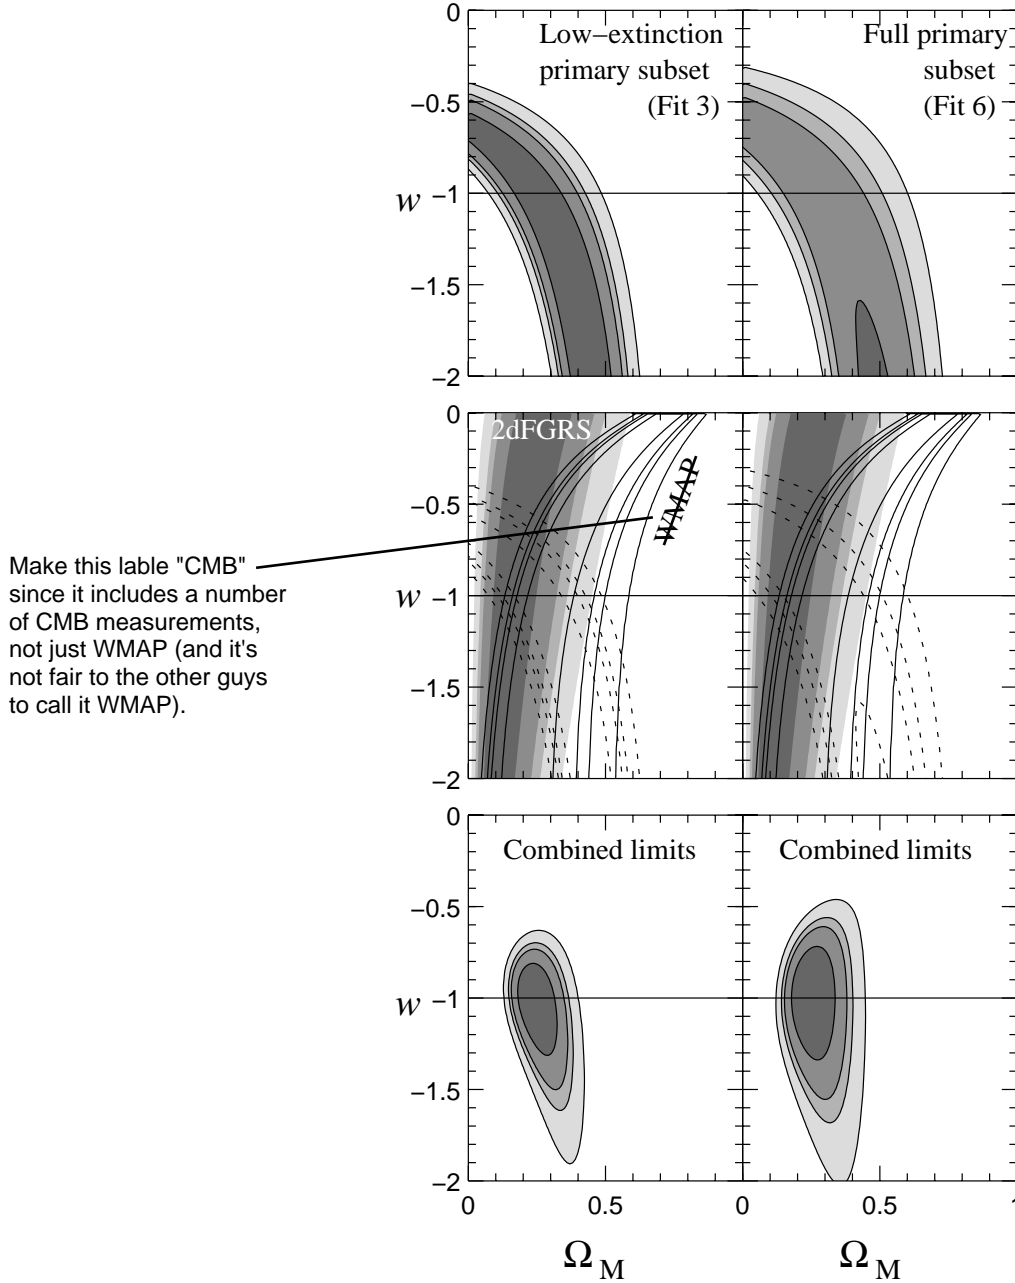 0
Low−extinction
primary subset
(Fit 3)
Full primary
subset
(Fit 6)
−0.5
w −1
−1.5
−2
0
2dFGRS
WMAP
−0.5
Make this lable "CMB"
since it includes a number
of CMB measurements,
not just WMAP (and it's
not fair to the other guys
to call it WMAP).
w −1
−1.5
−2
0
Combined limits
Combined limits
−0.5
w −1
−1.5
−2
0 0.5 0 0.5 1
Ω M Ω M